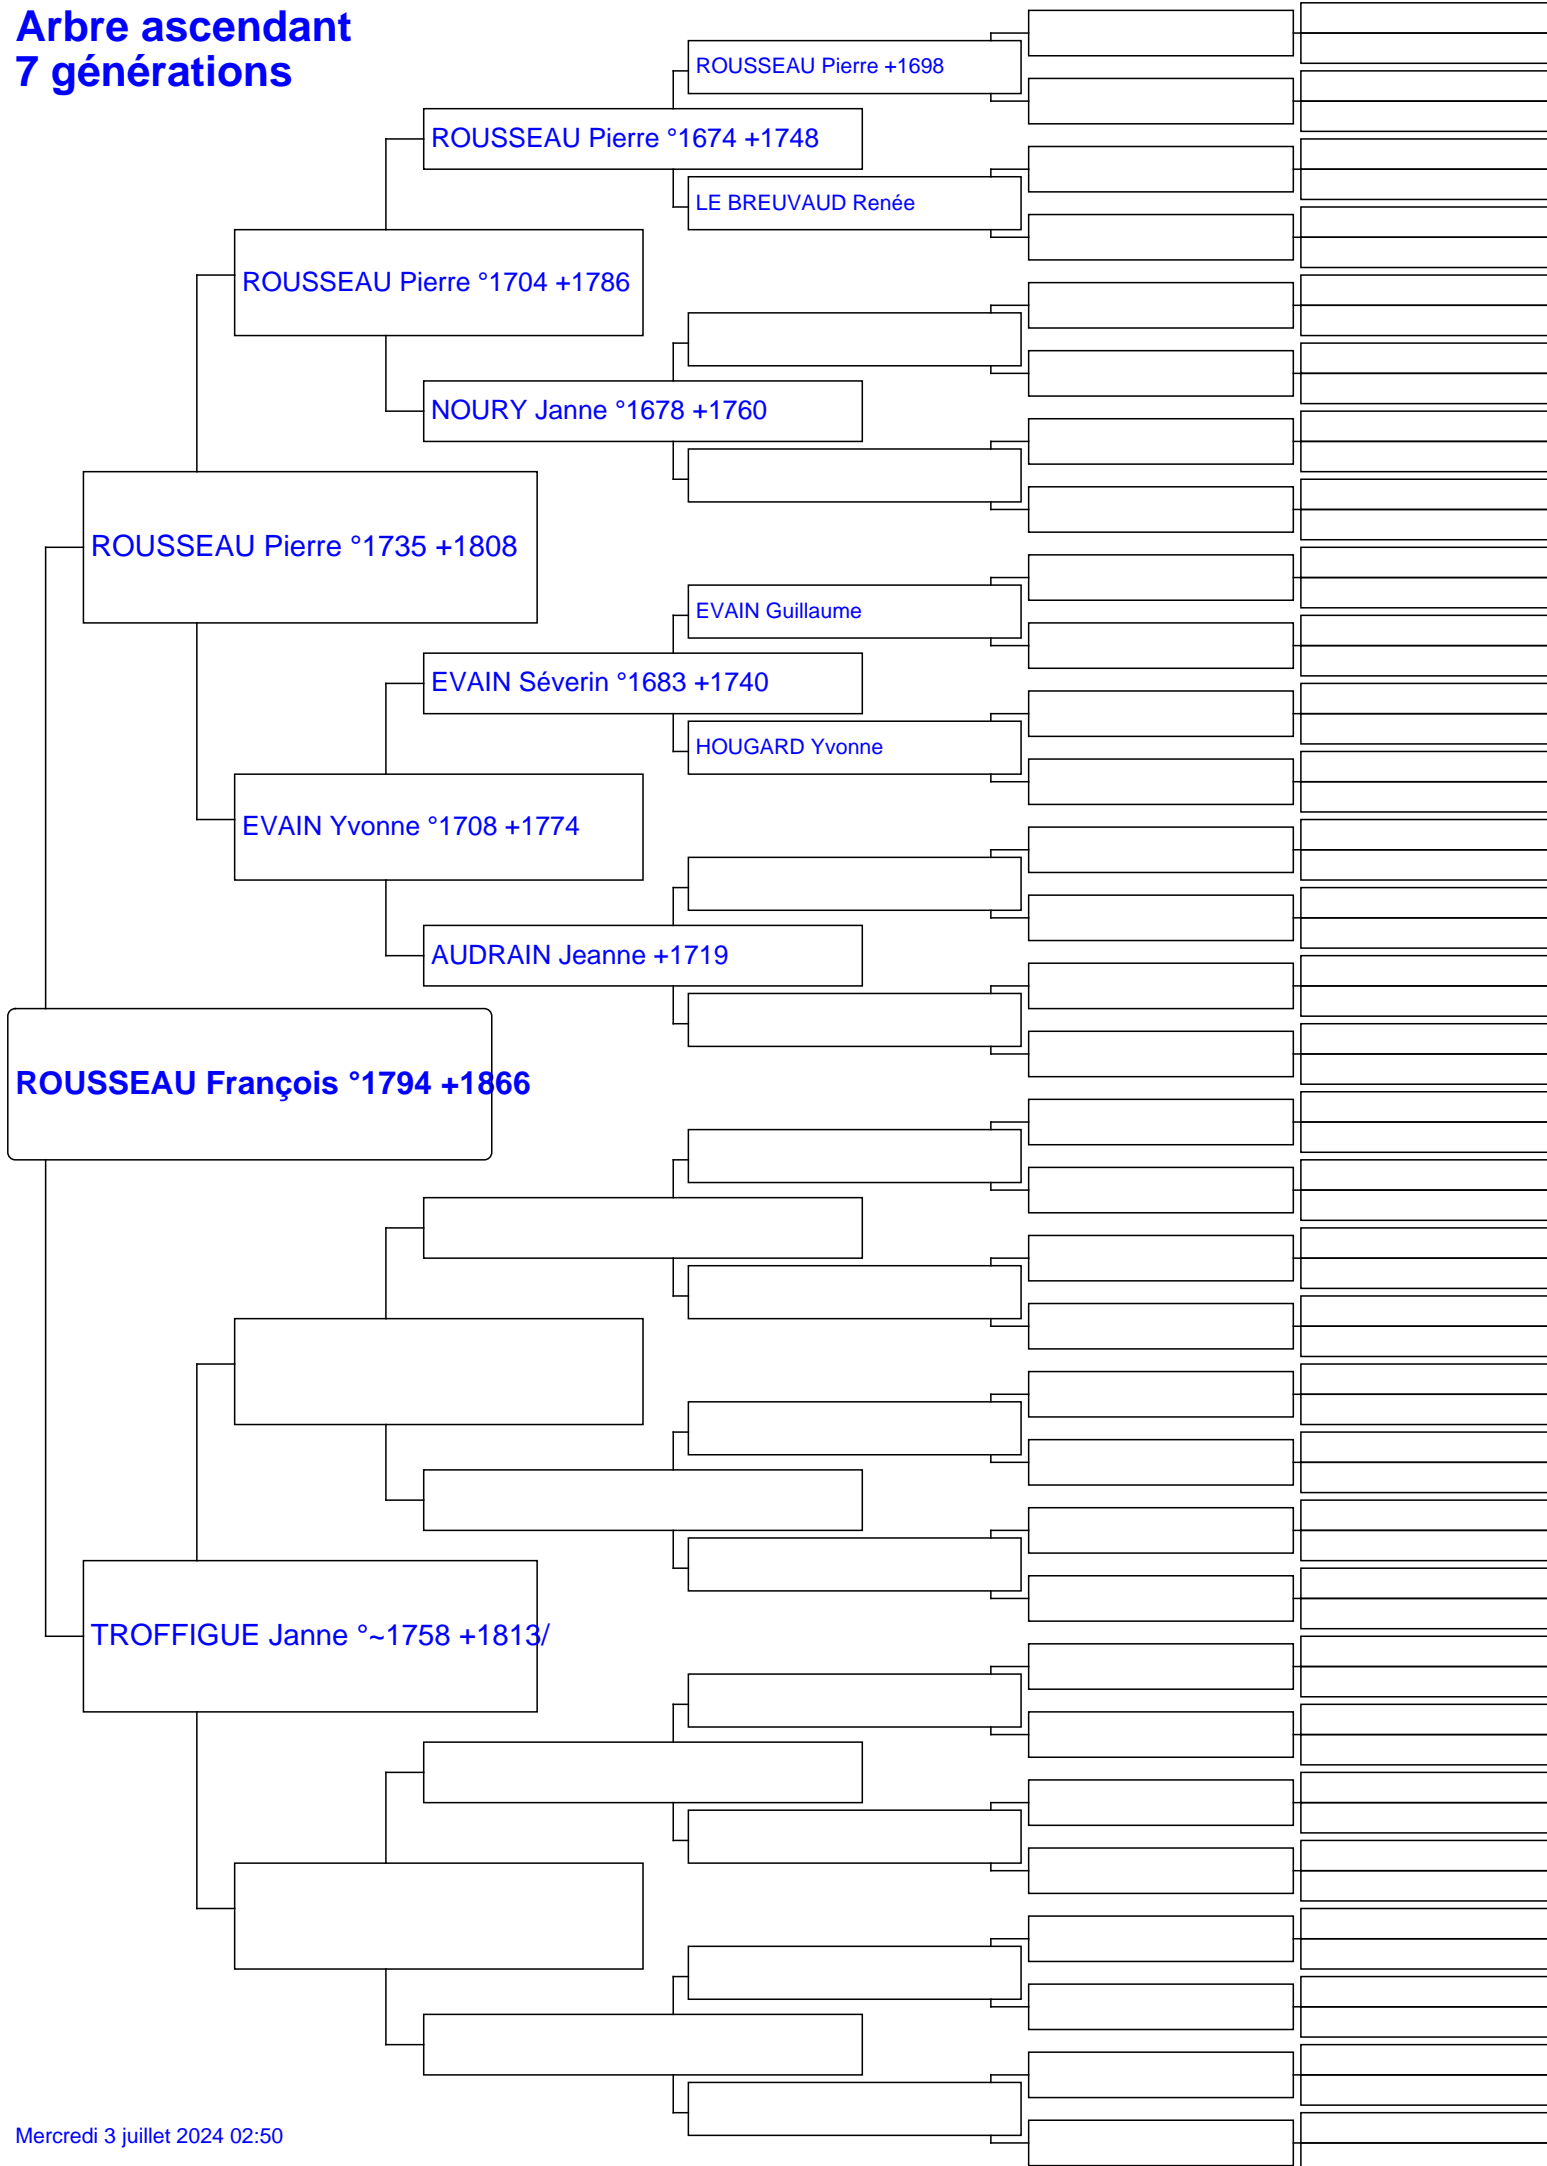 Arbre ascendant
7 générations
ROUSSEAU Pierre +1698
ROUSSEAU Pierre °1674 +1748
LE BREUVAUD Renée
ROUSSEAU Pierre °1704 +1786
NOURY Janne °1678 +1760
ROUSSEAU Pierre °1735 +1808
EVAIN Guillaume
EVAIN Séverin °1683 +1740
HOUGARD Yvonne
EVAIN Yvonne °1708 +1774
AUDRAIN Jeanne +1719
ROUSSEAU François °1794 +1866
TROFFIGUE Janne °~1758 +1813/
Mercredi 3 juillet 2024 02:50